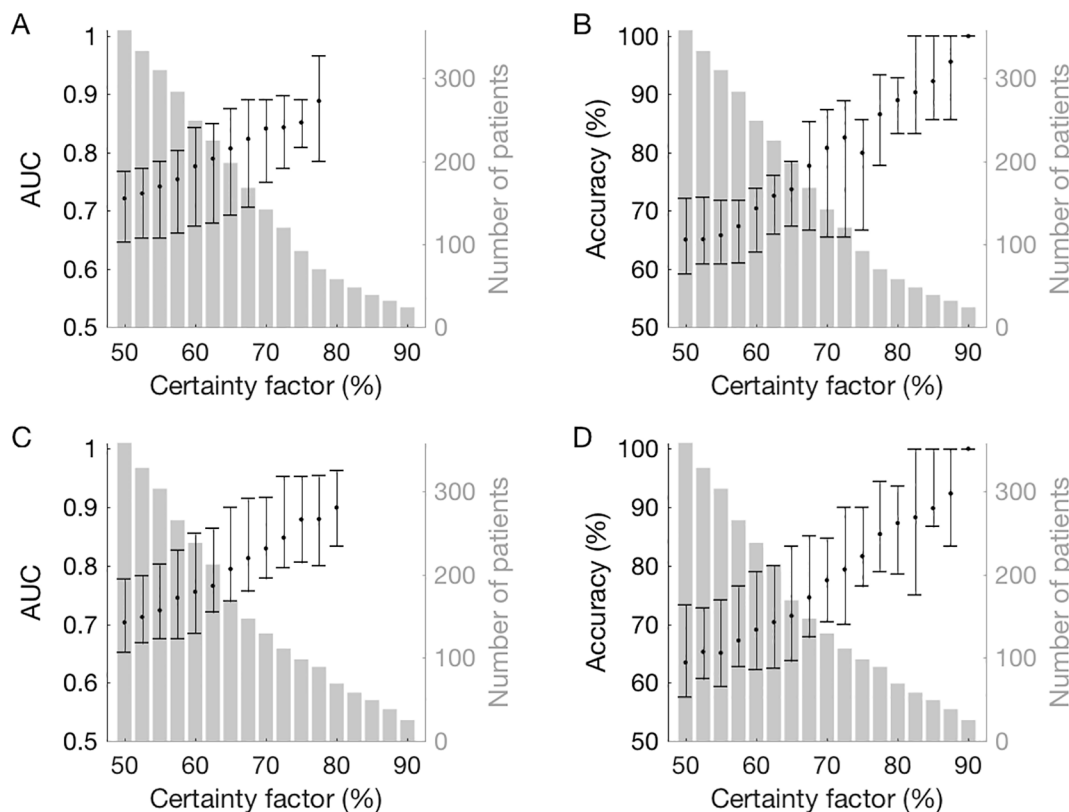 A
B
1
0.9
0.8
0.7
0.6
0.5
AUC
300
200
100
0
Number of patients
50 60 70 80 90
Certainty factor (%)
100
90
80
70
60
50
Accuracy (%)
300
200
100
0
Number of patients
50 60 70 80 90
Certainty factor (%)
C
D
1
0.9
0.8
0.7
0.6
0.5
AUC
300
200
100
0
Number of patients
50 60 70 80 90
Certainty factor (%)
100
90
80
70
60
50
Accuracy (%)
300
200
100
0
Number of patients
50 60 70 80 90
Certainty factor (%)